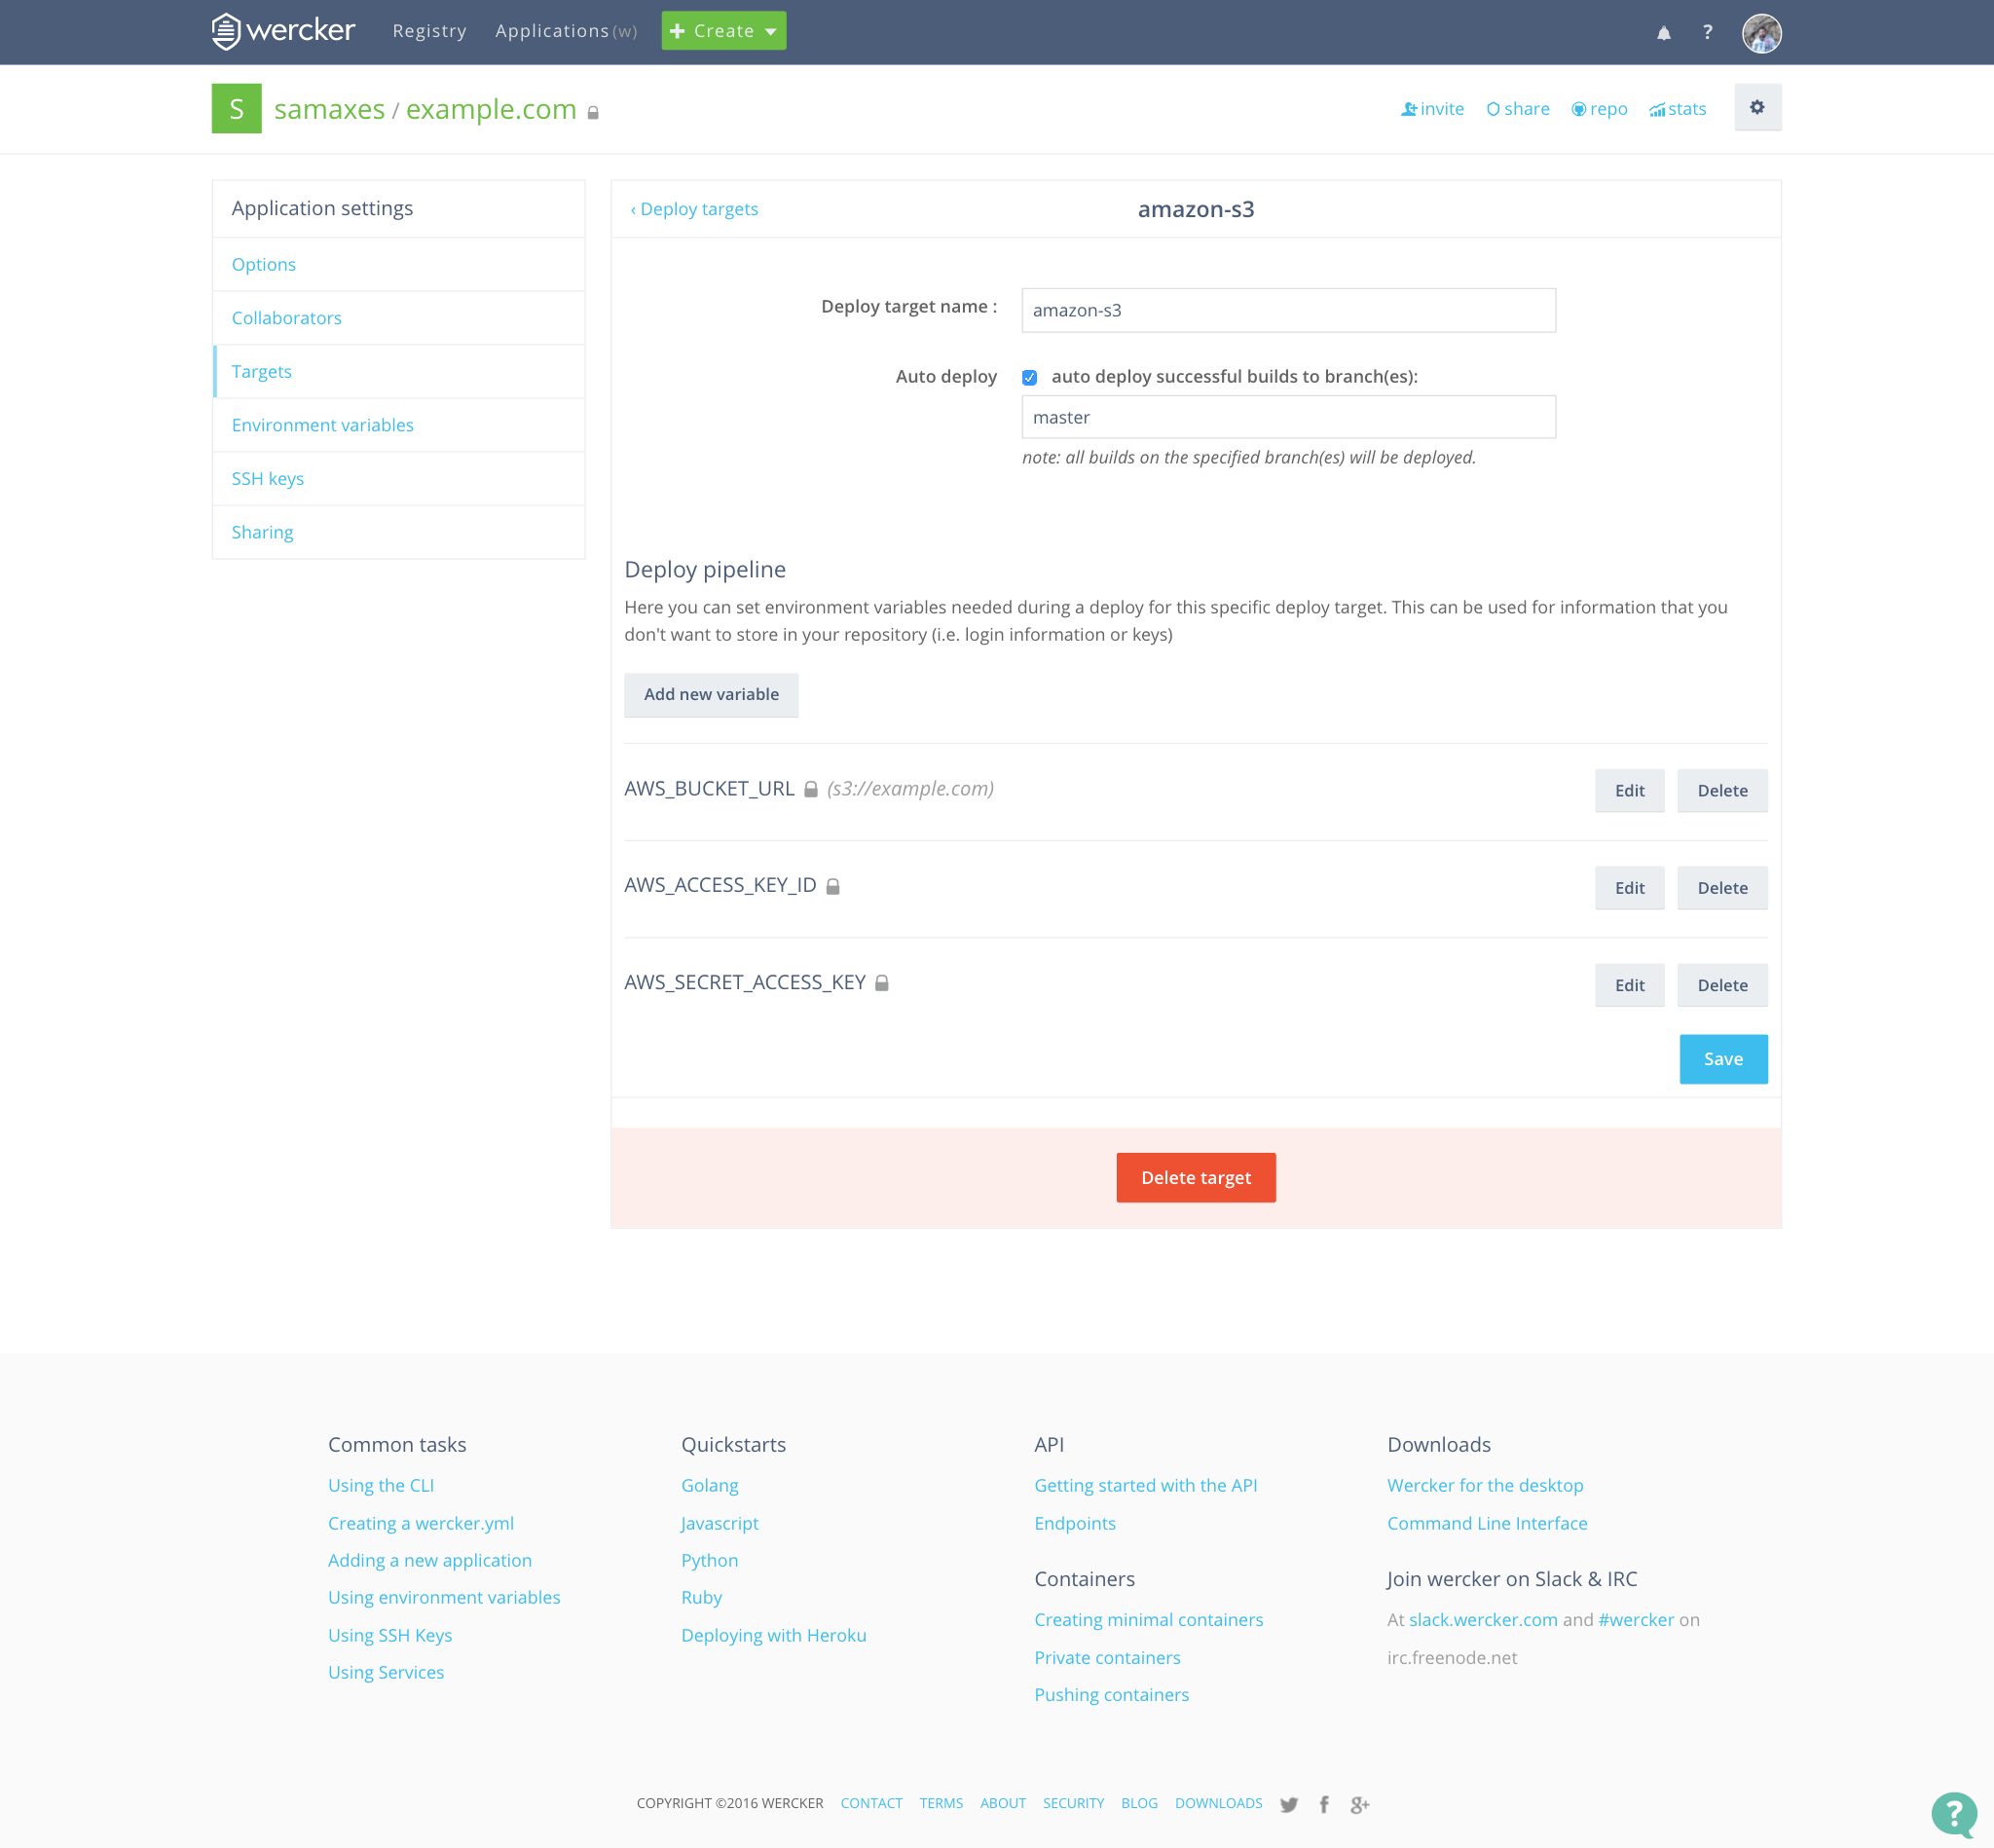 wercker Registry Applications (w) Create ?
S samaxes / example.com invite share repo stats
Application settings
Options
Collaborators
Targets
Environment variables
SSH keys
Sharing
‹ Deploy targets amazon-s3
Deploy target name : amazon-s3
Auto deploy auto deploy successful builds to branch(es):
master
note: all builds on the specified branch(es) will be deployed.
Deploy pipeline
Here you can set environment variables needed during a deploy for this specific deploy target. This can be used for information that you
don't want to store in your repository (i.e. login information or keys)
Add new variable
AWS_BUCKET_URL (s3://example.com) Edit Delete
AWS_ACCESS_KEY_ID Edit Delete
AWS_SECRET_ACCESS_KEY Edit Delete
Save
Delete target
Common tasks
Using the CLI
Creating a wercker.yml
Adding a new application
Using environment variables
Using SSH Keys
Using Services
Quickstarts
Golang
Javascript
Python
Ruby
Deploying with Heroku
API
Getting started with the API
Endpoints
Containers
Creating minimal containers
Private containers
Pushing containers
Downloads
Wercker for the desktop
Command Line Interface
Join wercker on Slack & IRC
At slack.wercker.com and #wercker on
irc.freenode.net
COPYRIGHT ©2016 WERCKER CONTACT TERMS ABOUT SECURITY BLOG DOWNLOADS
?